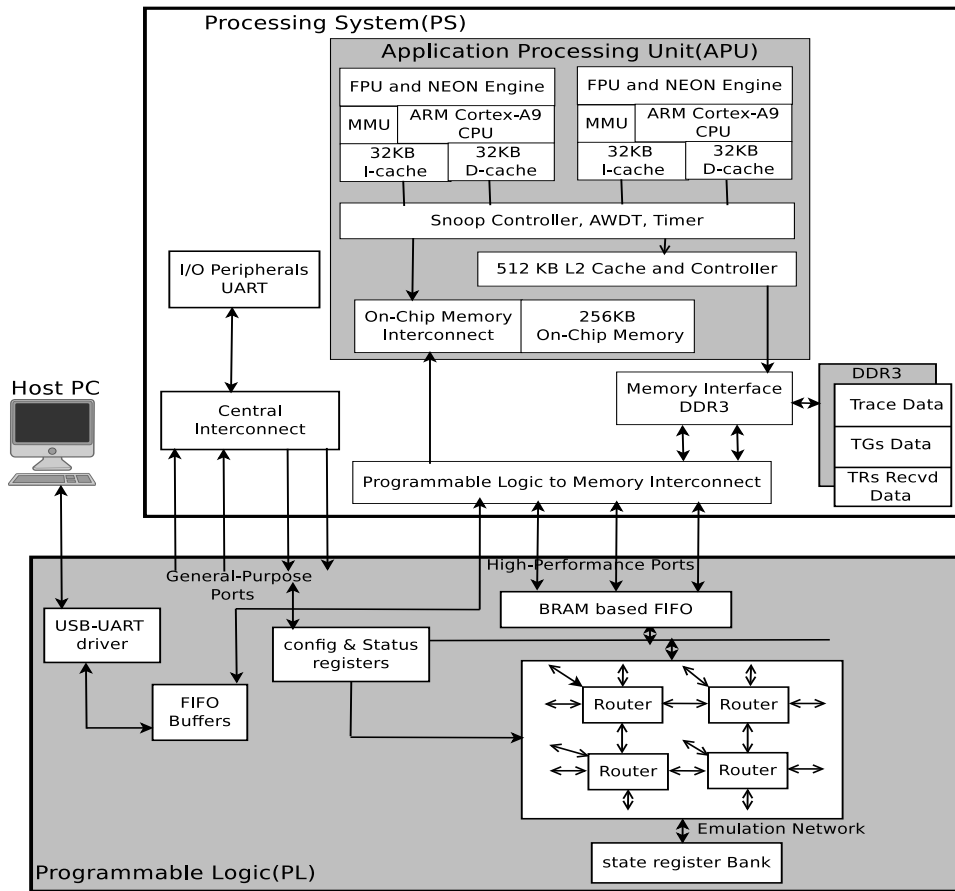 Processing System(PS)
Application Processing Unit(APU)
FPU and NEON Engine
MMU
ARM Cortex-A9
CPU
32KB
I-cache
32KB
D-cache
FPU and NEON Engine
MMU
ARM Cortex-A9
CPU
32KB
I-cache
32KB
D-cache
Snoop Controller, AWDT, Timer
512 KB L2 Cache and Controller
I/O Peripherals
UART
On-Chip Memory
Interconnect
256KB
On-Chip Memory
Host PC
Central
Interconnect
Memory Interface
DDR3
DDR3
Trace Data
TGs Data
TRs Recvd
Data
Programmable Logic to Memory Interconnect
General-Purpose
Ports
High-Performance Ports
USB-UART
driver
config & Status
registers
BRAM based FIFO
FIFO
Buffers
Router
Router
Router
Router
Emulation Network
state register Bank
Programmable Logic(PL)